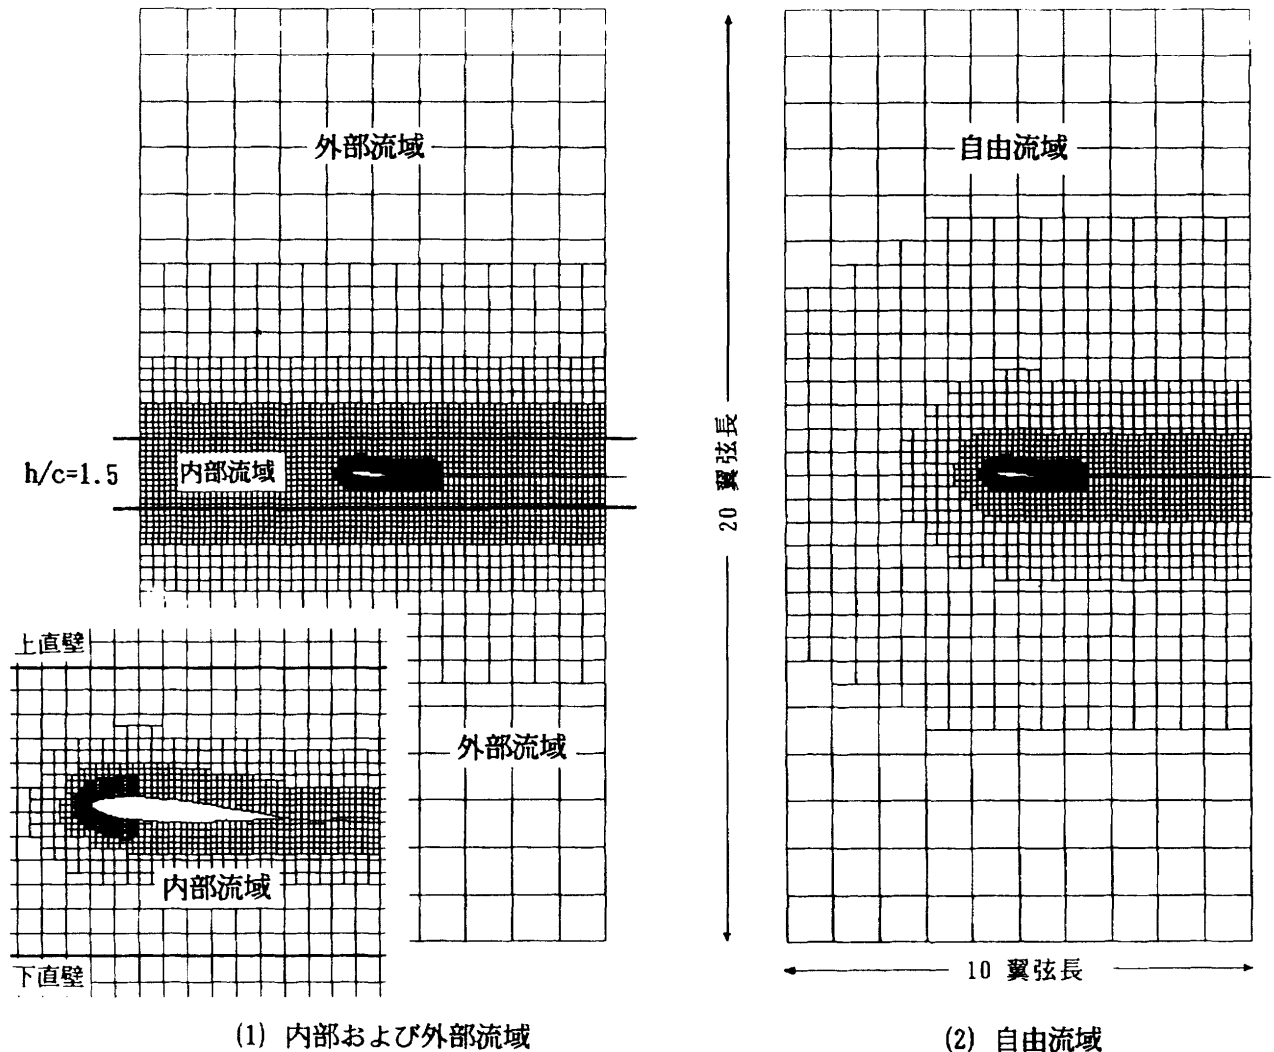 外部流域
自由流域
h/c=1.5
内部流域
20 翼弦長
上直壁
外部流域
内部流域
下直壁
10 翼弦長
(1) 内部および外部流域
(2) 自由流域